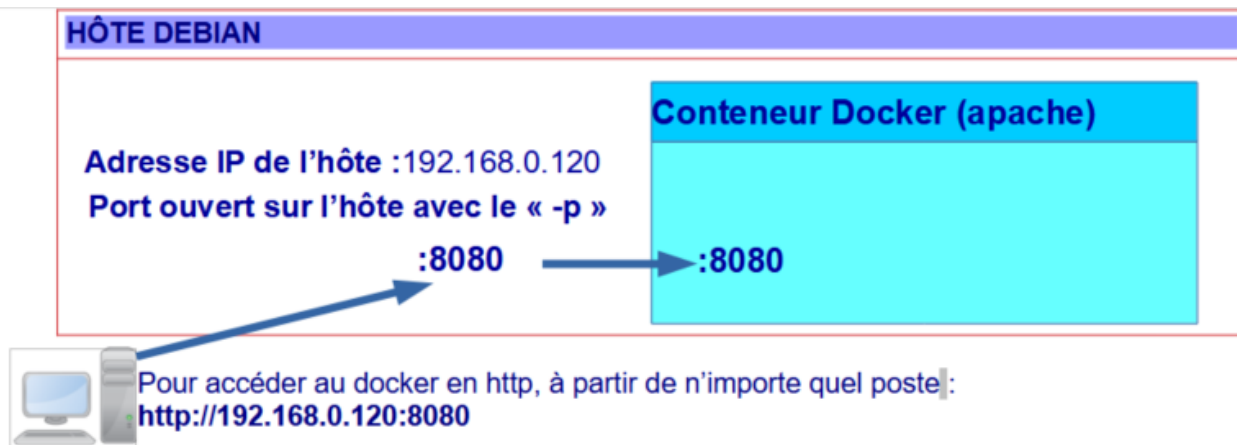 HÔTE DEBIAN
Conteneur Docker (apache)
Adresse IP de l’hôte :192.168.0.120
Port ouvert sur l’hôte avec le « -p »
:8080
:8080
Pour accéder au docker en http, à partir de n’importe quel poste :
http://192.168.0.120:8080